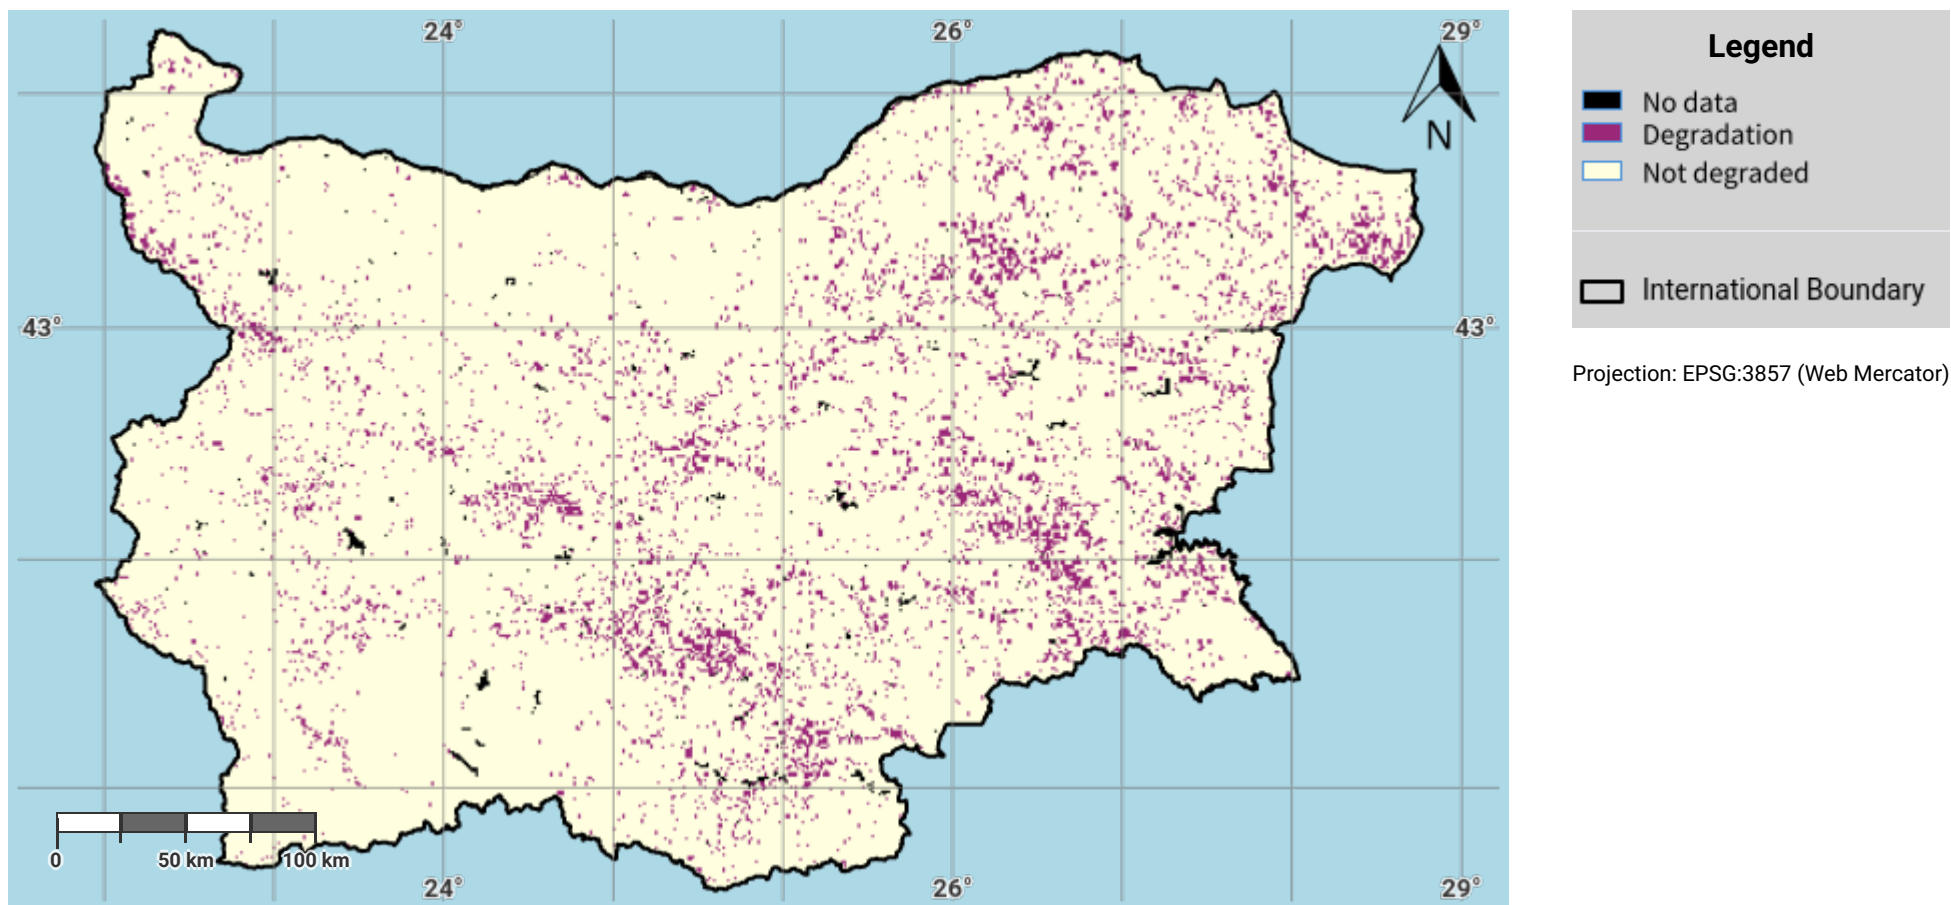 24° 26° 29°
N
43° 43°
0 50 km 100 km
24° 26° 29°
Legend
No data
Degradation
Not degraded
International Boundary
Projection: EPSG:3857 (Web Mercator)